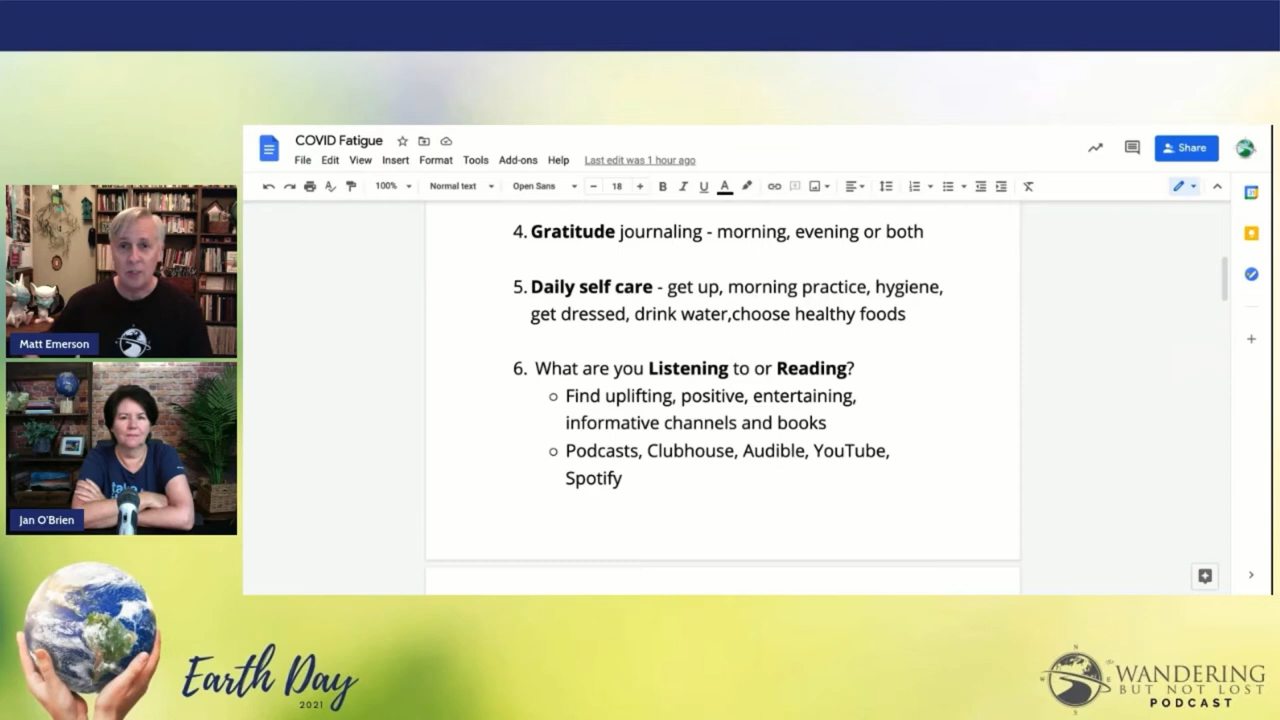 COVID Fatigue
File Edit View Insert Format Tools Add-ons Help Last edit was 1 hour ago
Share
100% Normal text Open Sans 18 B I U A
4. Gratitude journaling - morning, evening or both
5. Daily self care - get up, morning practice, hygiene,
get dressed, drink water,choose healthy foods
6. What are you Listening to or Reading?
Find uplifting, positive, entertaining,
informative channels and books
Podcasts, Clubhouse, Audible, YouTube,
Spotify
Matt Emerson
Jan O'Brien
Earth Day
2021
The
WANDERING
BUT NOT LOST
PODCAST